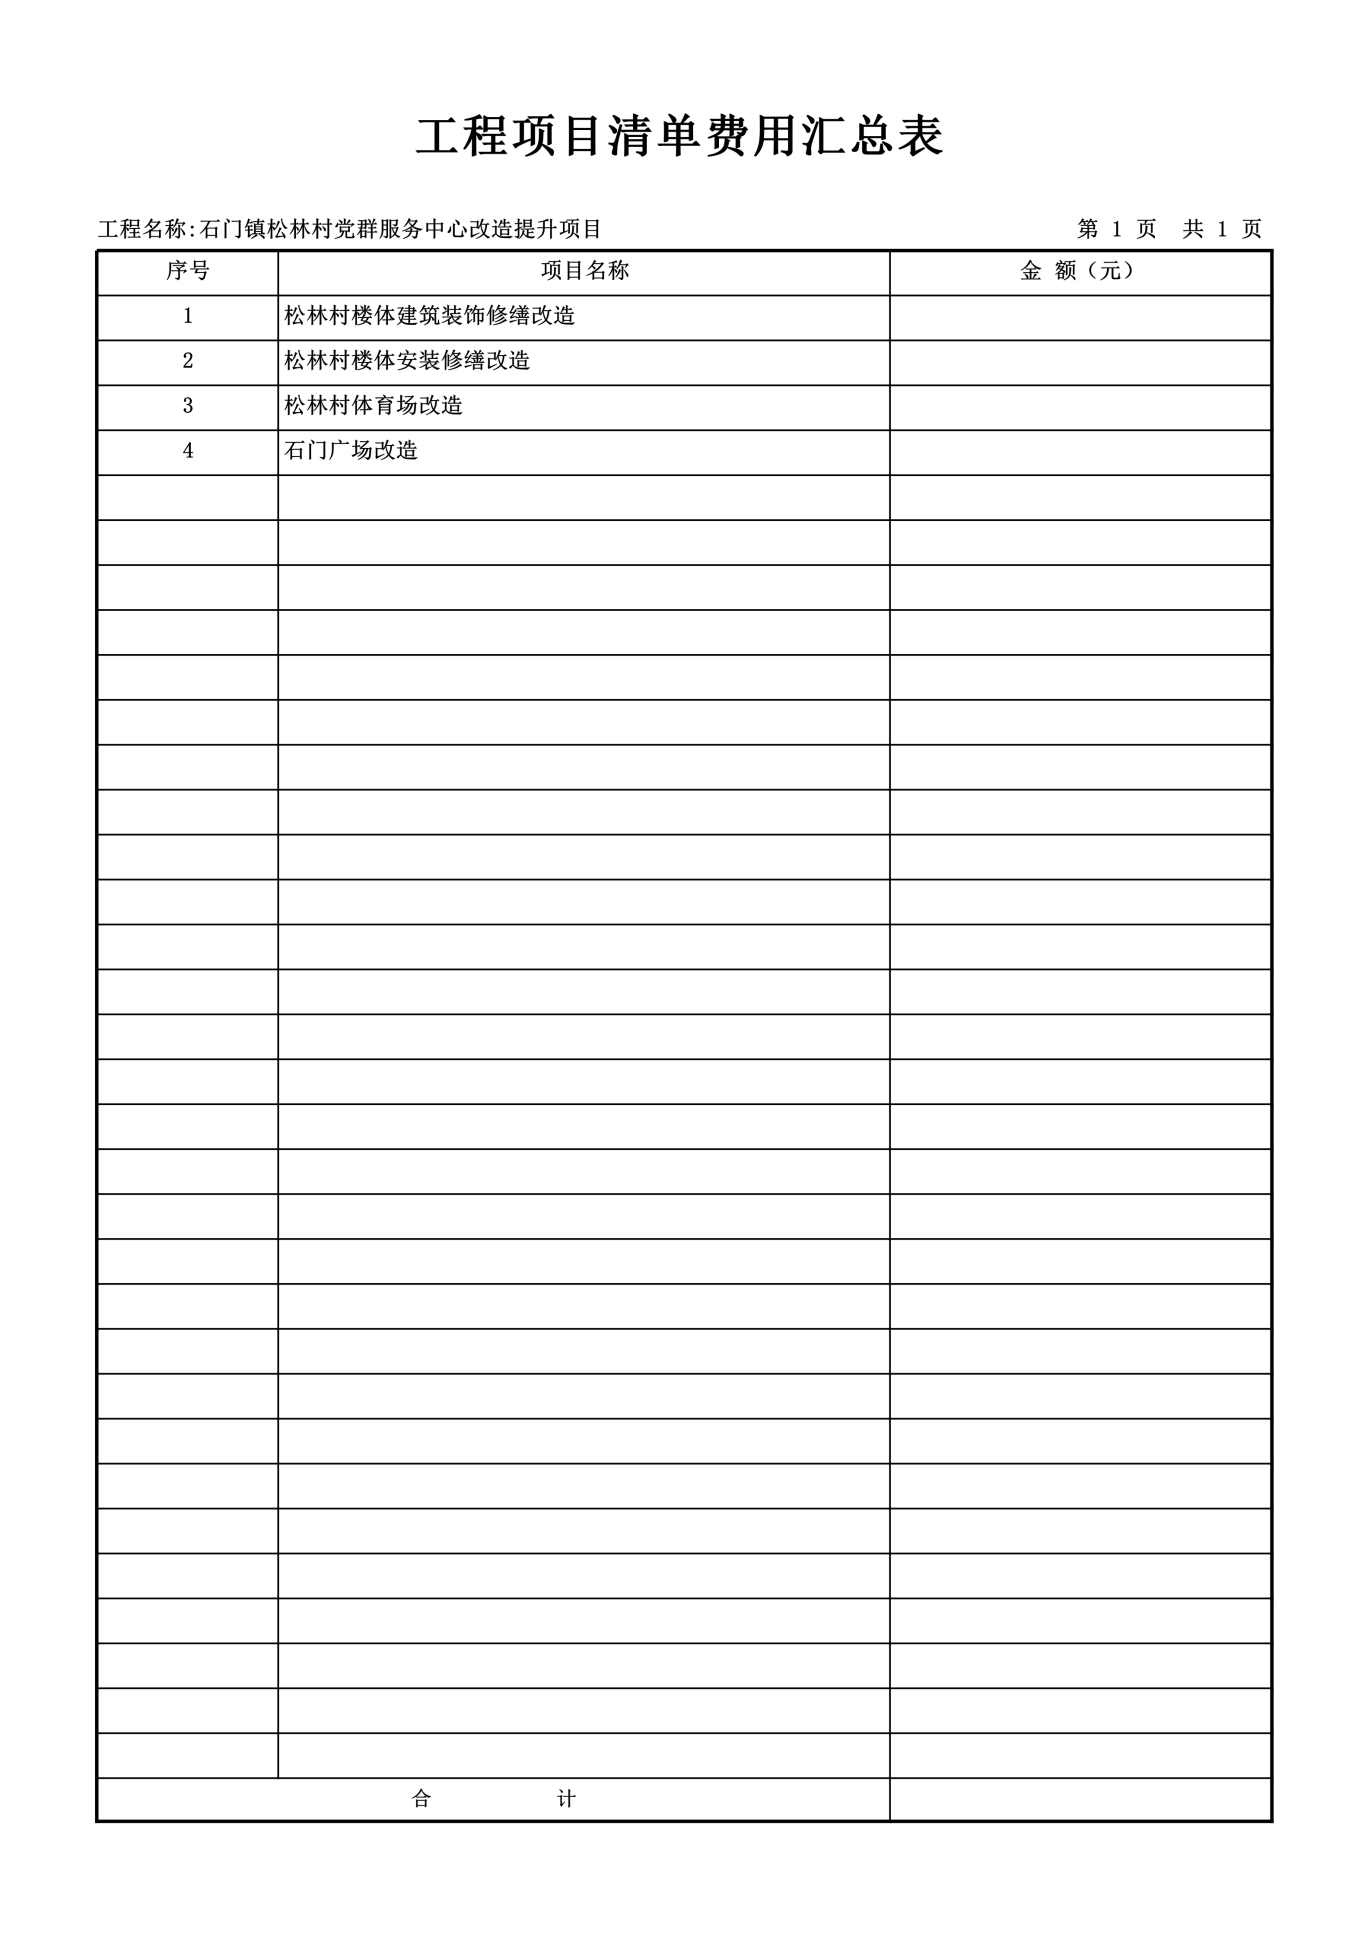 工程项目清单费用汇总表
工程名称:石门镇松林村党群服务中心改造提升项目 第 1 页 共 1 页
序号 项目名称 金 额（元）
1 松林村楼体建筑装饰修缮改造
2 松林村楼体安装修缮改造
3 松林村体育场改造
4 石门广场改造
合 计